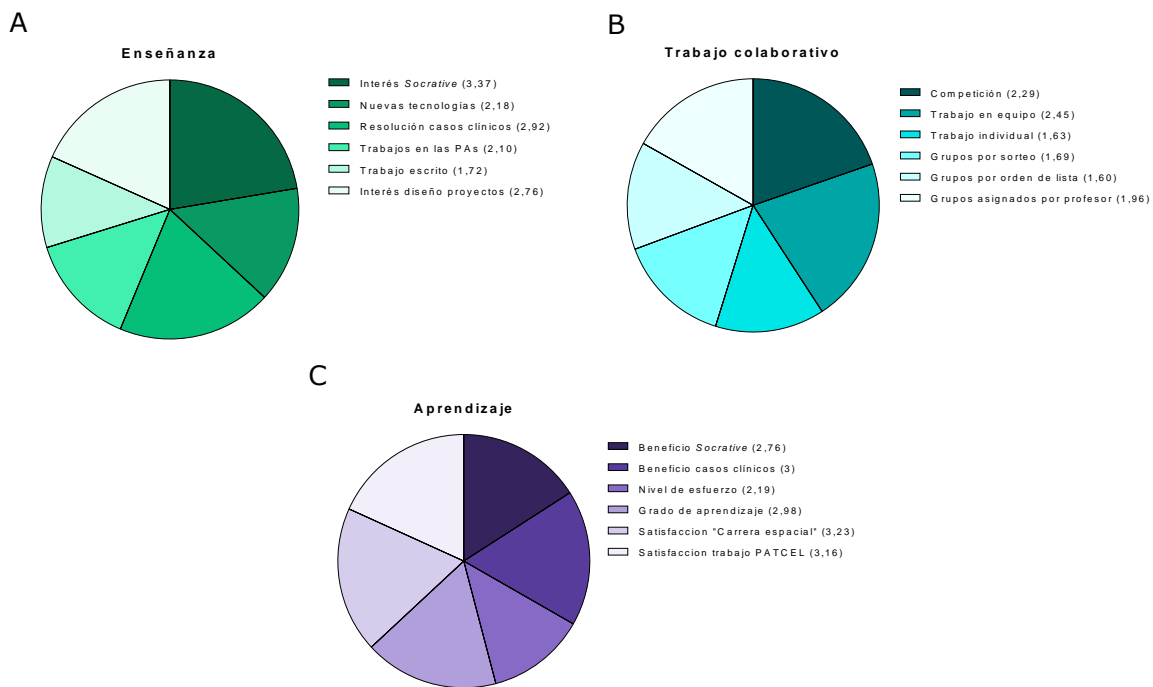 A
Enseñanza
Interés Socrative (3,37)
Nuevas tecnologías (2,18)
Resolución casos clínicos (2,92)
Trabajos en las PAs (2,10)
Trabajo escrito (1,72)
Interés diseño proyectos (2,76)
B
Trabajo colaborativo
Competición (2,29)
Trabajo en equipo (2,45)
Trabajo individual (1,63)
Grupos por sorteo (1,69)
Grupos por orden de lista (1,60)
Grupos asignados por profesor (1,96)
C
Aprendizaje
Beneficio Socrative (2,76)
Beneficio casos clínicos (3)
Nivel de esfuerzo (2,19)
Grado de aprendizaje (2,98)
Satisfaccion "Carrera espacial" (3,23)
Satisfaccion trabajo PATCEL (3,16)